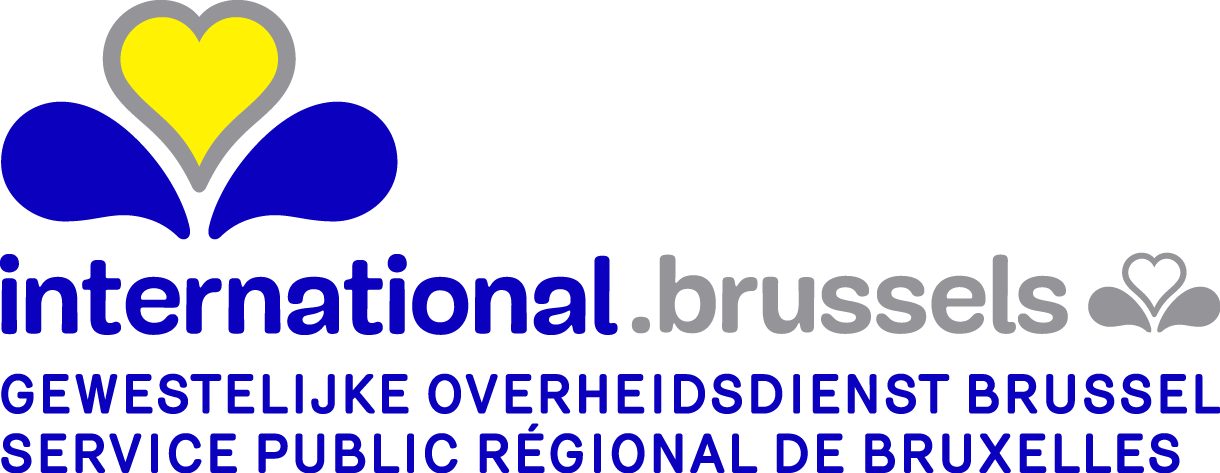 international.brussels
GEWESTELIJKE OVERHEIDSDIENST BRUSSEL
SERVICE PUBLIC RÉGIONAL DE BRUXELLES